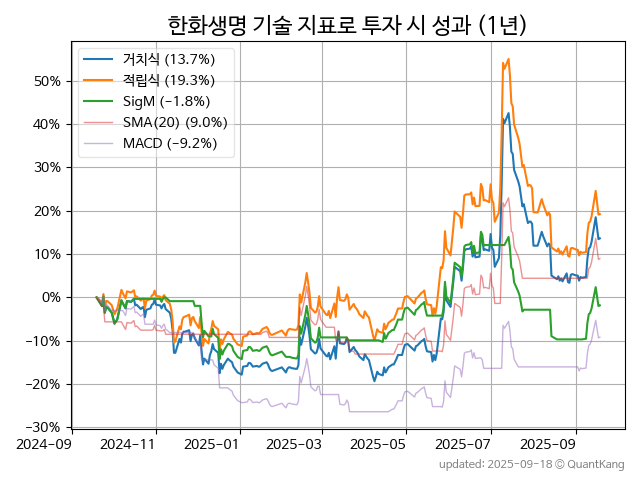 한화생명 기술 지표로 투자 시 성과 (1년)
거치식 (13.7%)
적립식 (19.3%)
SigM (−1.8%)
SMA(20) (9.0%)
MACD (−9.2%)
50%
40%
30%
20%
10%
0%
−10%
−20%
−30%
2024-09 2024-11 2025-01 2025-03 2025-05 2025-07 2025-09
updated: 2025-09-18 ⓒ QuantKang